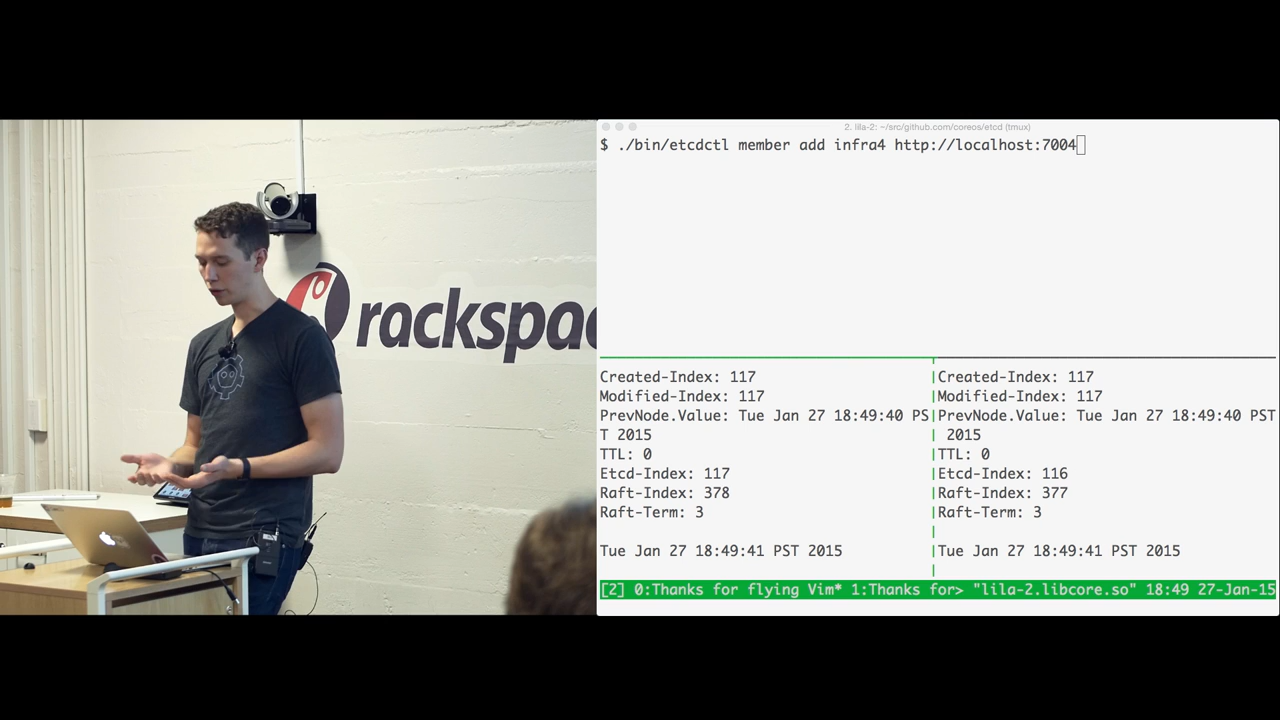 rackspac
2. lila-2: ~/src/github.com/coreos/etcd (tmux)
$ ./bin/etcdctl member add infra4 http://localhost:7004
Created-Index: 117
Modified-Index: 117
PrevNode.Value: Tue Jan 27 18:49:40 PS
T 2015
TTL: 0
Etcd-Index: 117
Raft-Index: 378
Raft-Term: 3
Tue Jan 27 18:49:41 PST 2015
Created-Index: 117
Modified-Index: 117
PrevNode.Value: Tue Jan 27 18:49:40 PST
2015
TTL: 0
Etcd-Index: 116
Raft-Index: 377
Raft-Term: 3
Tue Jan 27 18:49:41 PST 2015
[2] 0:Thanks for flying Vim* 1:Thanks for> "lila-2.libcore.so" 18:49 27-Jan-15